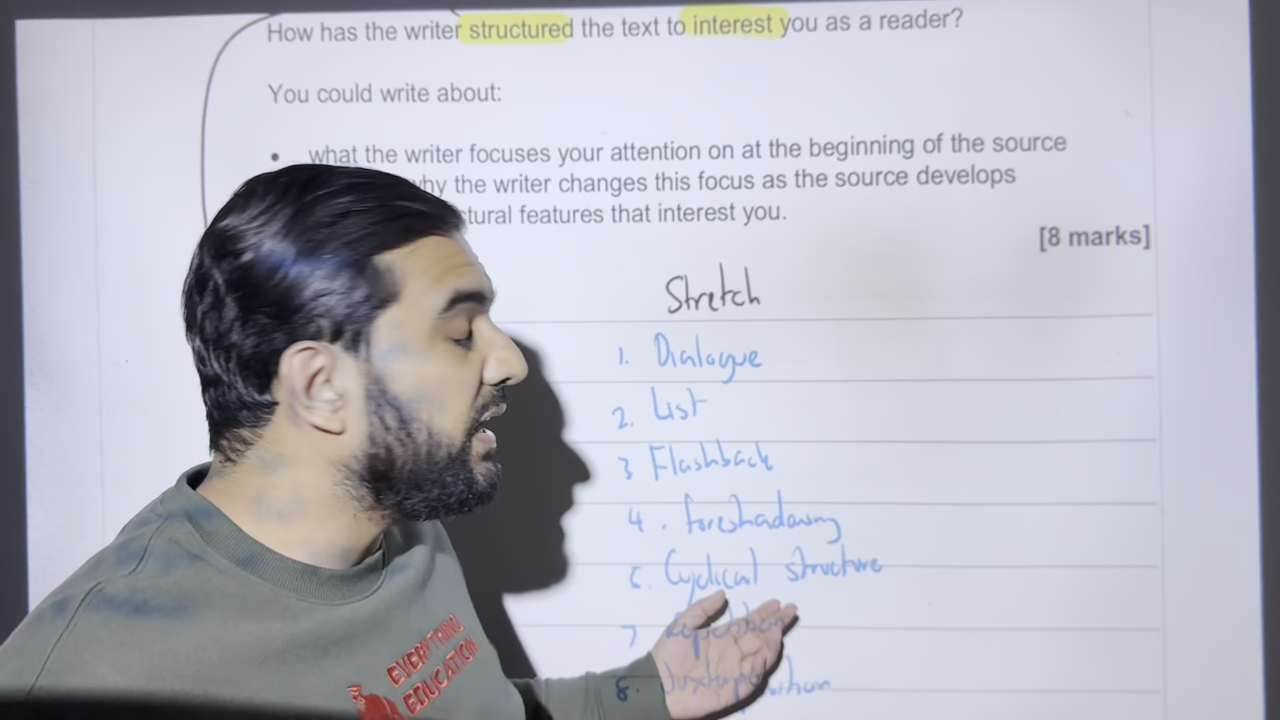 How has the writer structured the text to interest you as a reader?
You could write about:
• what the writer focuses your attention on at the beginning of the source
why the writer changes this focus as the source develops
features that interest you.
[8 marks]
Stretch
1. Dialogue
2. List
3 Flashback
4. foreshadowing
Cyclical structure
7 Repetition
8. Juxtaposition
EVERYTHING
EDUCATION